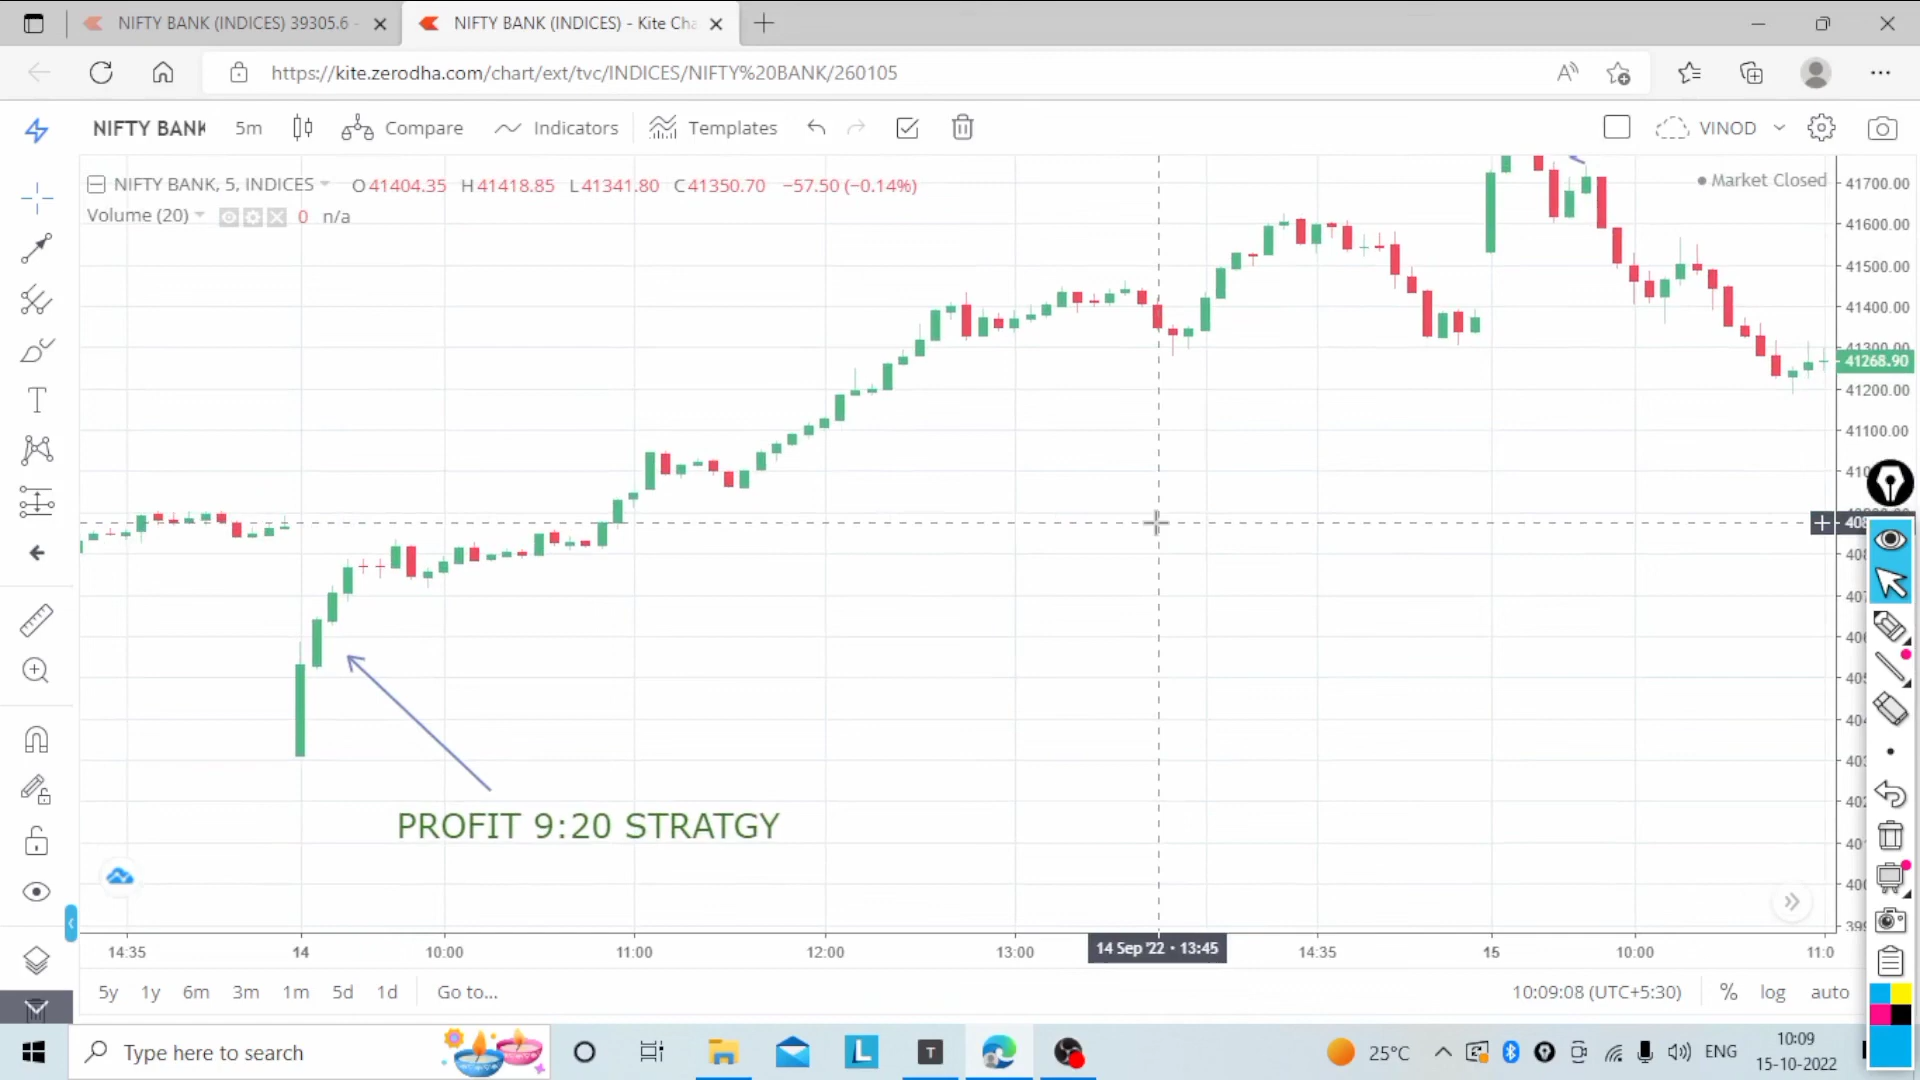 NIFTY BANK (INDICES) 39305.6 -
NIFTY BANK (INDICES) - Kite Cha
https://kite.zerodha.com/chart/ext/tvc/INDICES/NIFTY%20BANK/260105
NIFTY BANK 5m Compare Indicators Templates VINOD
NIFTY BANK, 5, INDICES O41404.35 H41418.85 L41341.80 C41350.70 −57.50 (−0.14%)
Market Closed
Volume (20) 0 n/a
41700.00
41600.00
41500.00
41400.00
41300.00
41268.90
41200.00
41100.00
PROFIT 9:20 STRATGY
14:35 14 10:00 11:00 12:00 13:00 14 Sep '22 • 13:45 14:35 15 10:00 11:0
5y 1y 6m 3m 1m 5d 1d Go to... 10:09:08 (UTC+5:30) % log auto
Type here to search
L
T
25°C
ENG
10:09
15-10-2022